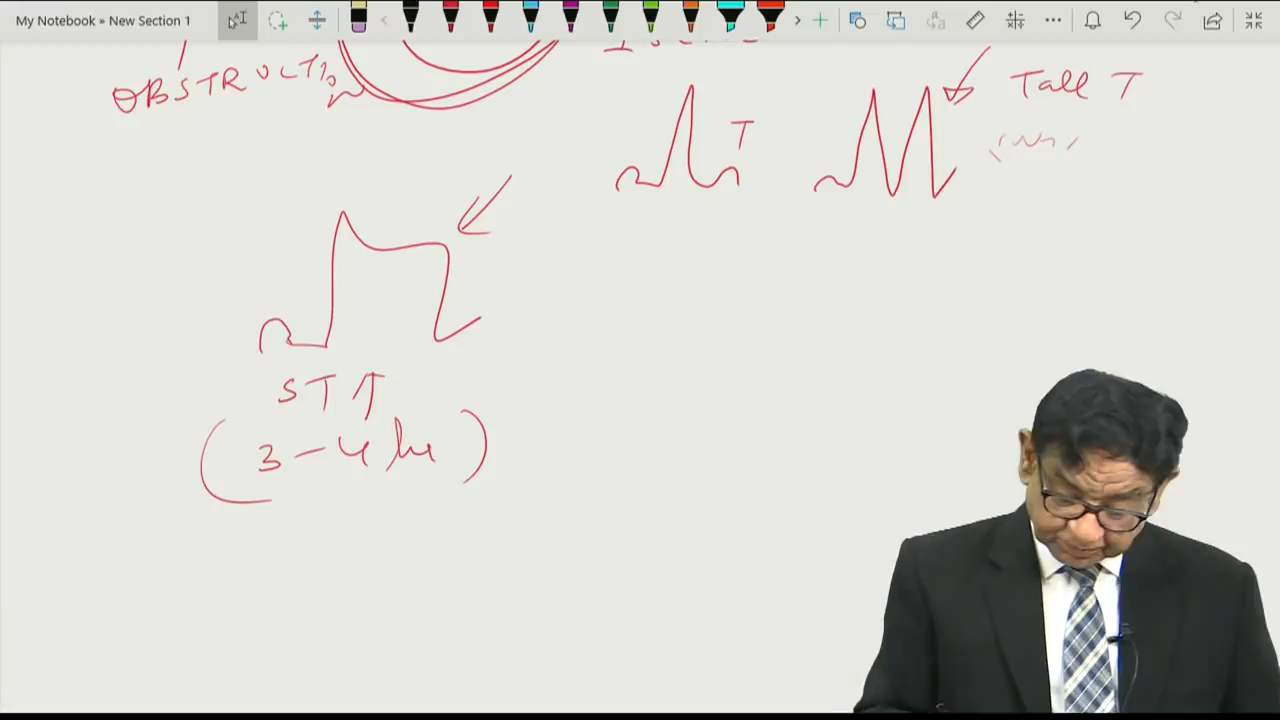 My Notebook » New Section 1
OBSTRUCTIO
Tall T
T
ST↑
(3-4 hr)